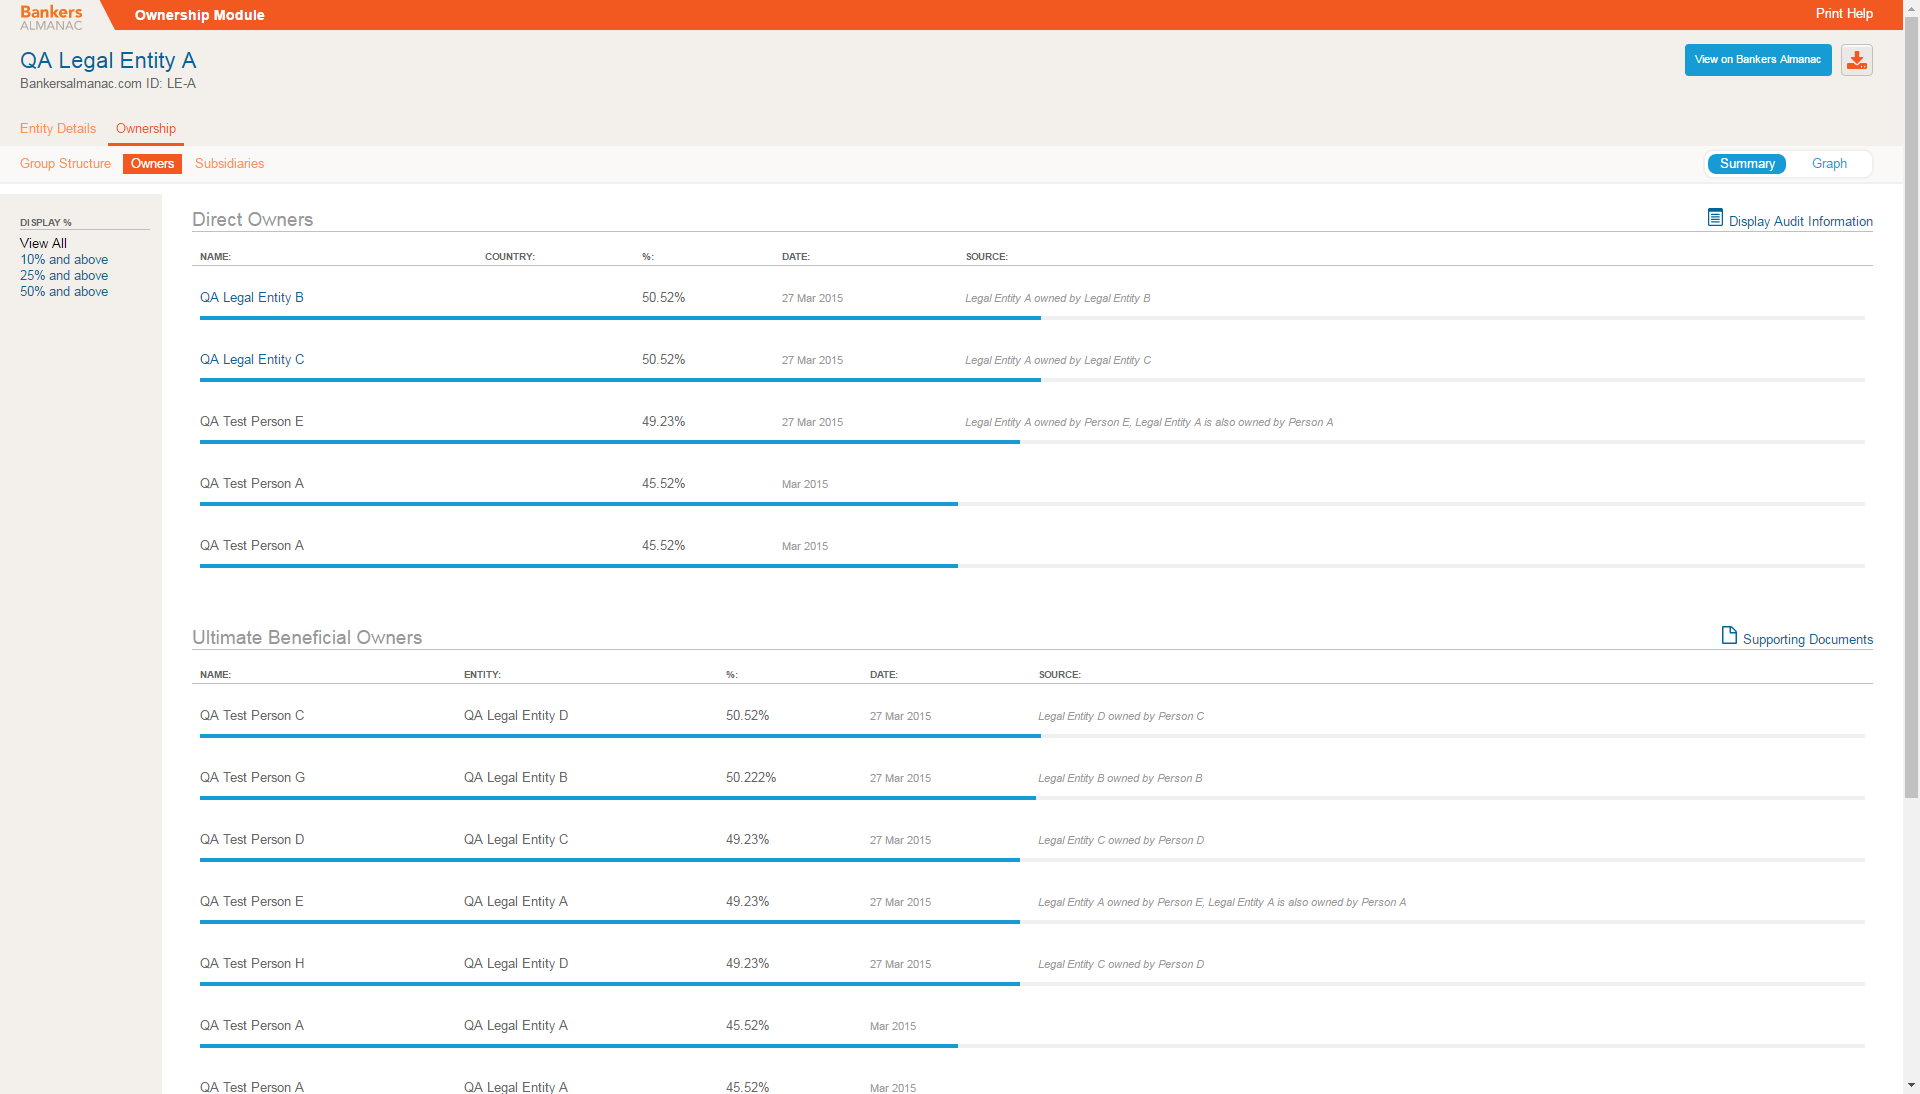 Bankers
ALMANAC
Ownership Module
Print Help
QA Legal Entity A
Bankersalmanac.com ID: LE-A
View on Bankers Almanac
Entity Details Ownership
Group Structure Owners Subsidiaries
Summary Graph
DISPLAY %
View All
10% and above
25% and above
50% and above
Direct Owners
Display Audit Information
NAME: COUNTRY: %: DATE: SOURCE:
QA Legal Entity B 50.52% 27 Mar 2015 Legal Entity A owned by Legal Entity B
QA Legal Entity C 50.52% 27 Mar 2015 Legal Entity A owned by Legal Entity C
QA Test Person E 49.23% 27 Mar 2015 Legal Entity A owned by Person E, Legal Entity A is also owned by Person A
QA Test Person A 45.52% Mar 2015
QA Test Person A 45.52% Mar 2015
Ultimate Beneficial Owners
Supporting Documents
NAME: ENTITY: %: DATE: SOURCE:
QA Test Person C QA Legal Entity D 50.52% 27 Mar 2015 Legal Entity D owned by Person C
QA Test Person G QA Legal Entity B 50.222% 27 Mar 2015 Legal Entity B owned by Person B
QA Test Person D QA Legal Entity C 49.23% 27 Mar 2015 Legal Entity C owned by Person D
QA Test Person E QA Legal Entity A 49.23% 27 Mar 2015 Legal Entity A owned by Person E, Legal Entity A is also owned by Person A
QA Test Person H QA Legal Entity D 49.23% 27 Mar 2015 Legal Entity C owned by Person D
QA Test Person A QA Legal Entity A 45.52% Mar 2015
QA Test Person A QA Legal Entity A 45.52% Mar 2015